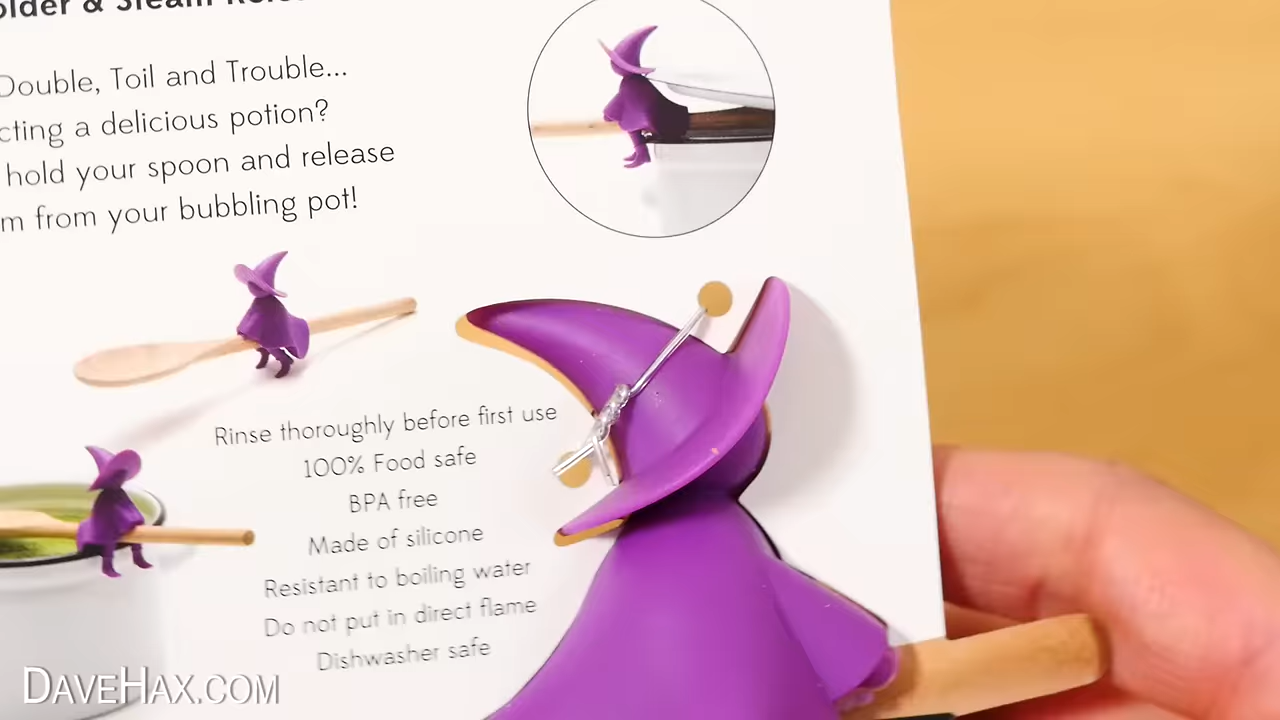 Double, Toil and Trouble...
a delicious potion?
hold your spoon and release
from your bubbling pot!
Rinse thoroughly before first use
100% Food safe
BPA free
Made of silicone
Resistant to boiling water
Do not put in direct flame
Dishwasher safe
DAVEHAX.COM